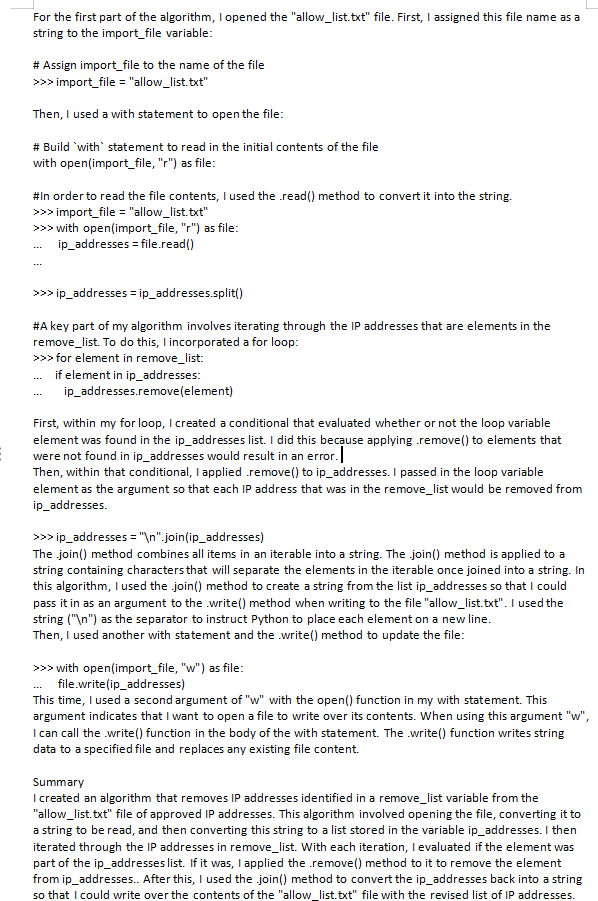 For the first part of the algorithm, I opened the "allow_list.txt" file. First, I assigned this file name as a
string to the import_file variable:
# Assign import_file to the name of the file
>>> import_file = "allow_list.txt"
Then, I used a with statement to open the file:
# Build `with` statement to read in the initial contents of the file
with open(import_file, "r") as file:
#In order to read the file contents, I used the .read() method to convert it into the string.
>>> import_file = "allow_list.txt"
>>> with open(import_file, "r") as file:
... ip_addresses = file.read()
...
>>> ip_addresses = ip_addresses.split()
#A key part of my algorithm involves iterating through the IP addresses that are elements in the
remove_list. To do this, I incorporated a for loop:
>>> for element in remove_list:
... if element in ip_addresses:
... ip_addresses.remove(element)
First, within my for loop, I created a conditional that evaluated whether or not the loop variable
element was found in the ip_addresses list. I did this because applying .remove() to elements that
were not found in ip_addresses would result in an error.
Then, within that conditional, I applied .remove() to ip_addresses. I passed in the loop variable
element as the argument so that each IP address that was in the remove_list would be removed from
ip_addresses.
>>> ip_addresses = "\n".join(ip_addresses)
The .join() method combines all items in an iterable into a string. The .join() method is applied to a
string containing characters that will separate the elements in the iterable once joined into a string. In
this algorithm, I used the .join() method to create a string from the list ip_addresses so that I could
pass it in as an argument to the .write() method when writing to the file "allow_list.txt". I used the
string ("\n") as the separator to instruct Python to place each element on a new line.
Then, I used another with statement and the .write() method to update the file:
>>> with open(import_file, "w") as file:
... file.write(ip_addresses)
This time, I used a second argument of "w" with the open() function in my with statement. This
argument indicates that I want to open a file to write over its contents. When using this argument "w",
I can call the .write() function in the body of the with statement. The .write() function writes string
data to a specified file and replaces any existing file content.
Summary
I created an algorithm that removes IP addresses identified in a remove_list variable from the
"allow_list.txt" file of approved IP addresses. This algorithm involved opening the file, converting it to
a string to be read, and then converting this string to a list stored in the variable ip_addresses. I then
iterated through the IP addresses in remove_list. With each iteration, I evaluated if the element was
part of the ip_addresses list. If it was, I applied the .remove() method to it to remove the element
from ip_addresses.. After this, I used the .join() method to convert the ip_addresses back into a string
so that I could write over the contents of the "allow_list.txt" file with the revised list of IP addresses.